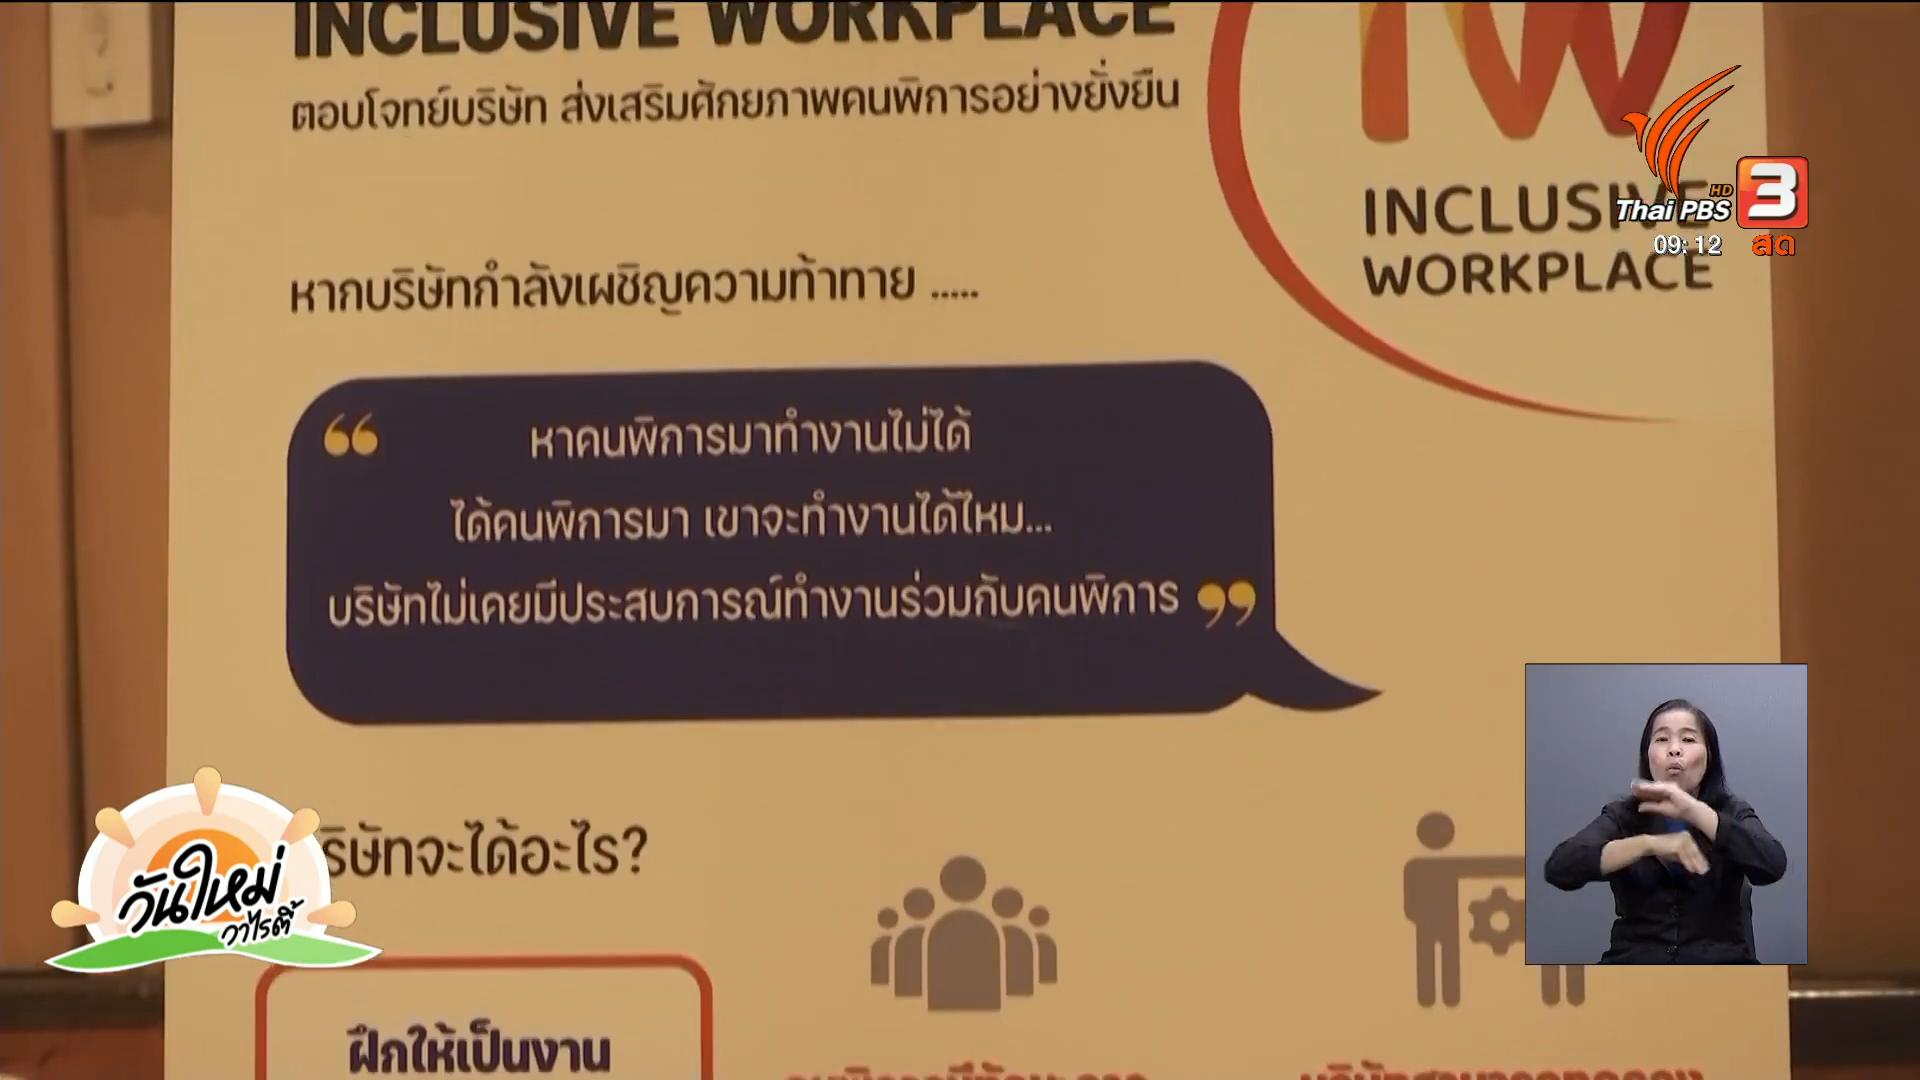 INCLUSIVE WORKPLACE
ตอบโจทย์บริษัท ส่งเสริมศักยภาพคนพิการอย่างยั่งยืน
iw
INCLUSIVE
WORKPLACE
Thai PBS HD 3
09:12 สด
หากบริษัทกำลังเผชิญความท้าทาย .....
“ หาคนพิการมาทำงานไม่ได้
ได้คนพิการมา เขาจะทำงานได้ไหม...
บริษัทไม่เคยมีประสบการณ์ทำงานร่วมกับคนพิการ ”
ริษัทจะได้อะไร?
วันใหม่
วาไรตี้
ฝึกให้เป็นงาน